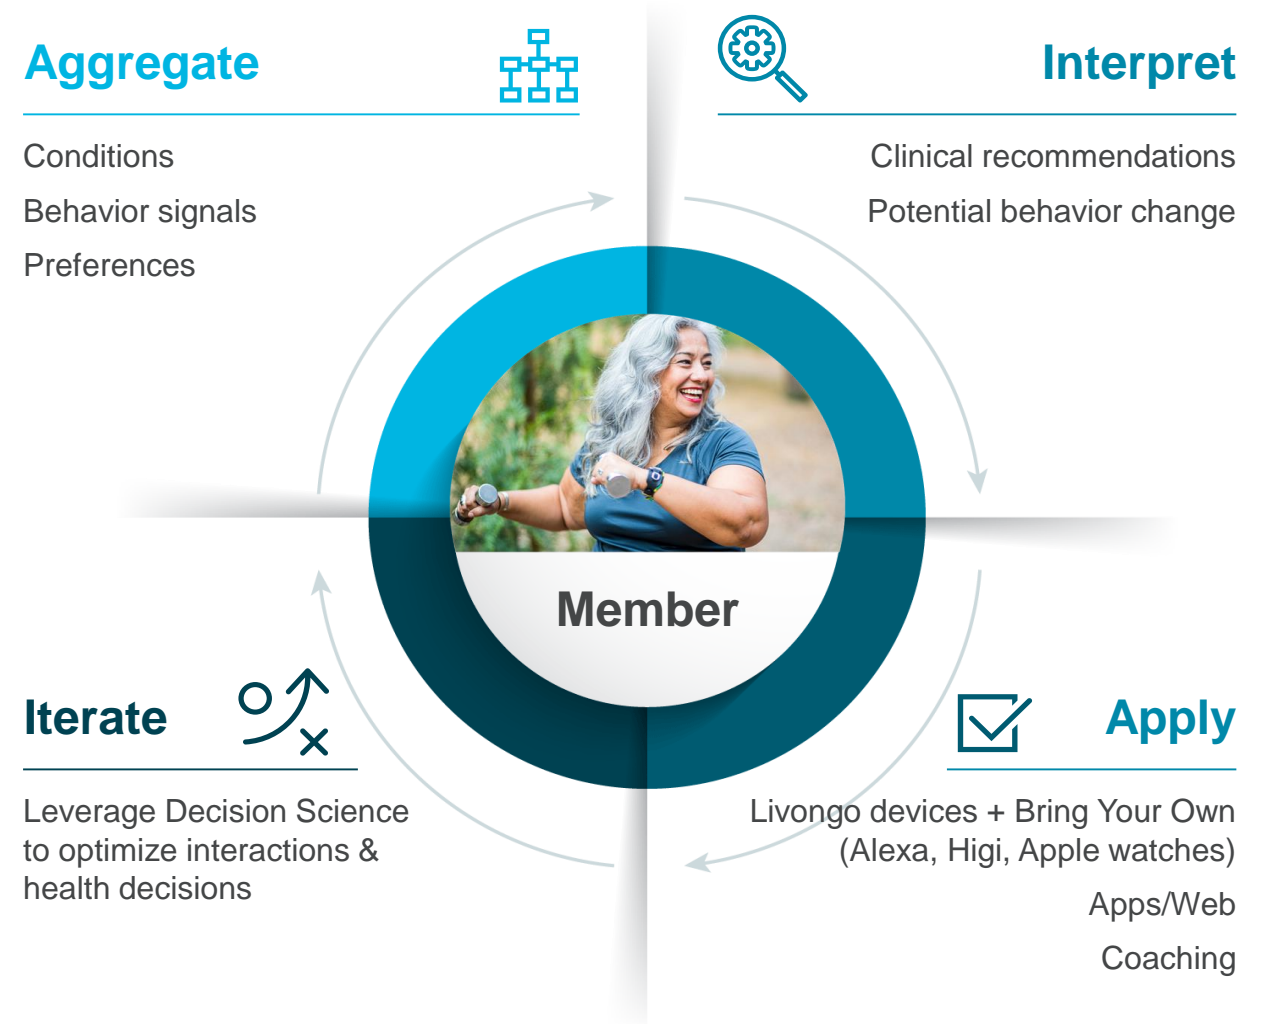 Aggregate
Conditions
Behavior signals
Preferences
Interpret
Clinical recommendations
Potential behavior change
Member
Iterate
Leverage Decision Science
to optimize interactions &
health decisions
Apply
Livongo devices + Bring Your Own
(Alexa, Higi, Apple watches)
Apps/Web
Coaching